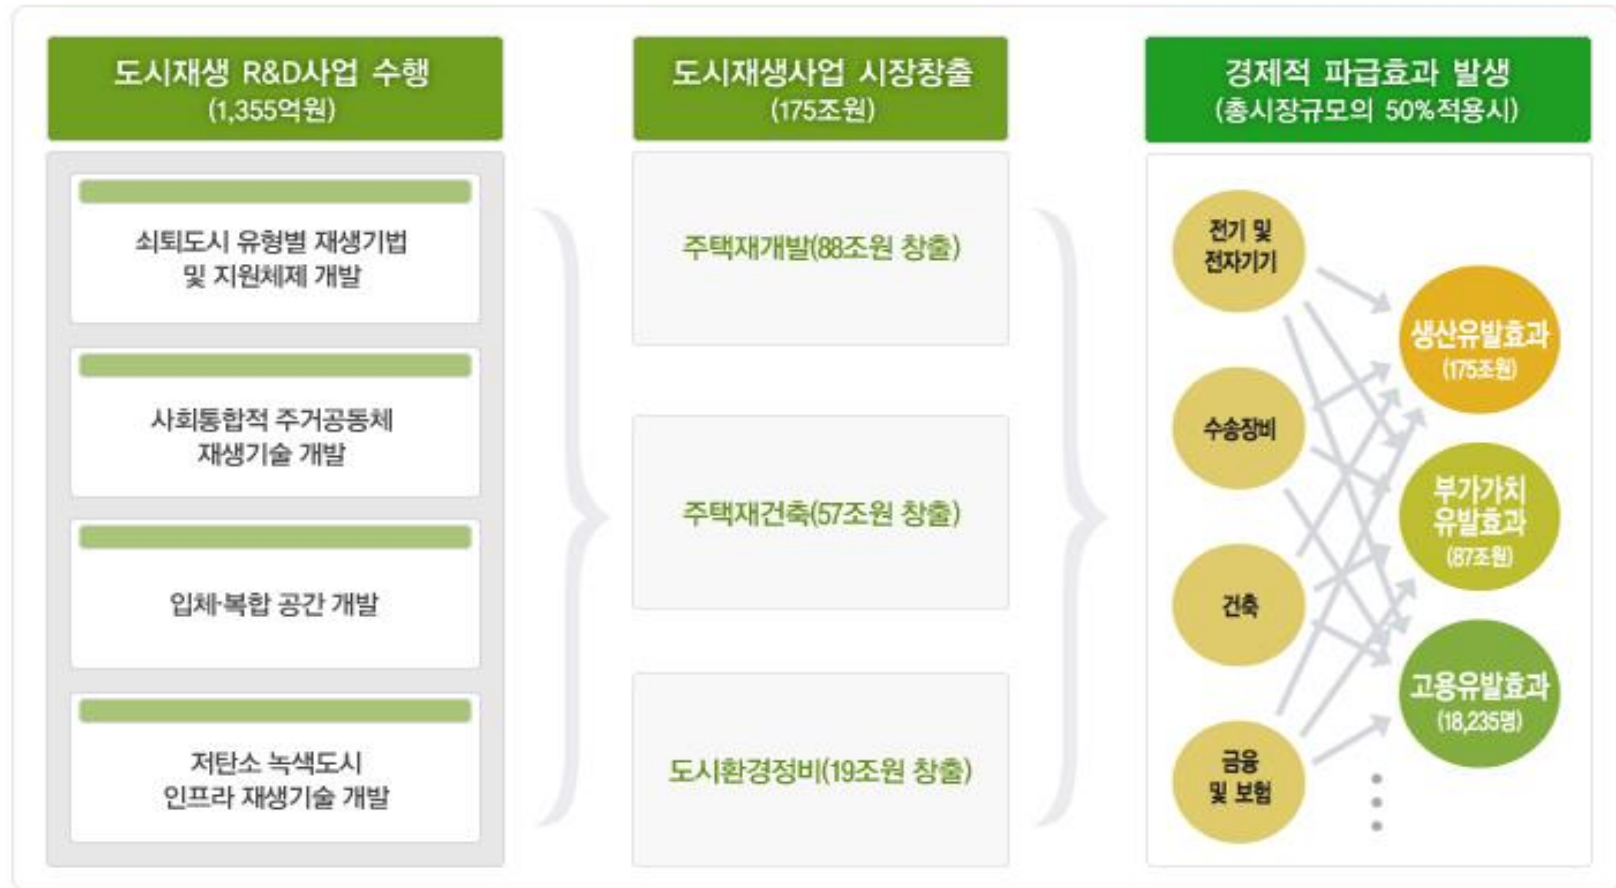 도시재생 R&D사업 수행
(1,355억원)
쇠퇴도시 유형별 재생기법
및 지원체제 개발
사회통합적 주거공동체
재생기술 개발
입체·복합 공간 개발
저탄소 녹색도시
인프라 재생기술 개발
도시재생사업 시장창출
(175조원)
주택재개발(88조원 창출)
주택재건축(57조원 창출)
도시환경정비(19조원 창출)
경제적 파급효과 발생
(총시장규모의 50%적용시)
전기 및
전자기기
수송장비
건축
금융
및 보험
생산유발효과
(175조원)
부가가치
유발효과
(87조원)
고용유발효과
(18,235명)